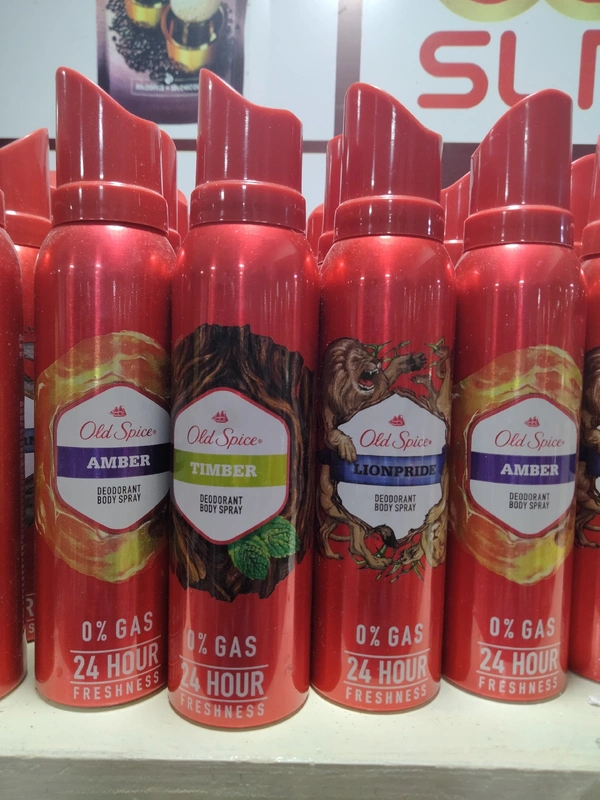 SLI
Old Spice®
AMBER
DEODORANT
BODY SPRAY
0% GAS
24 HOUR
FRESHNESS
Old Spice®
TIMBER
DEODORANT
BODY SPRAY
0% GAS
24 HOUR
FRESHNESS
Old Spice®
LIONPRIDE
DEODORANT
BODY SPRAY
0% GAS
24 HOUR
FRESHNESS
Old Spice®
AMBER
DEODORANT
BODY SPRAY
0% GAS
24 HOUR
FRESHNESS